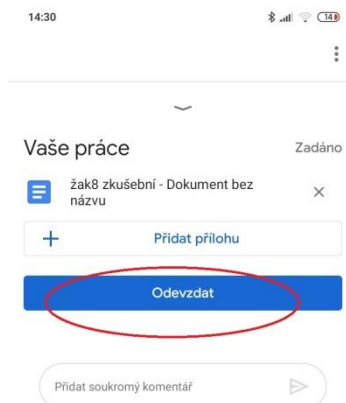 14:30
14
Vaše práce
Zadáno
žak8 zkušební - Dokument bez
názvu
Přidat přílohu
Odevzdat
Přidat soukromý komentář